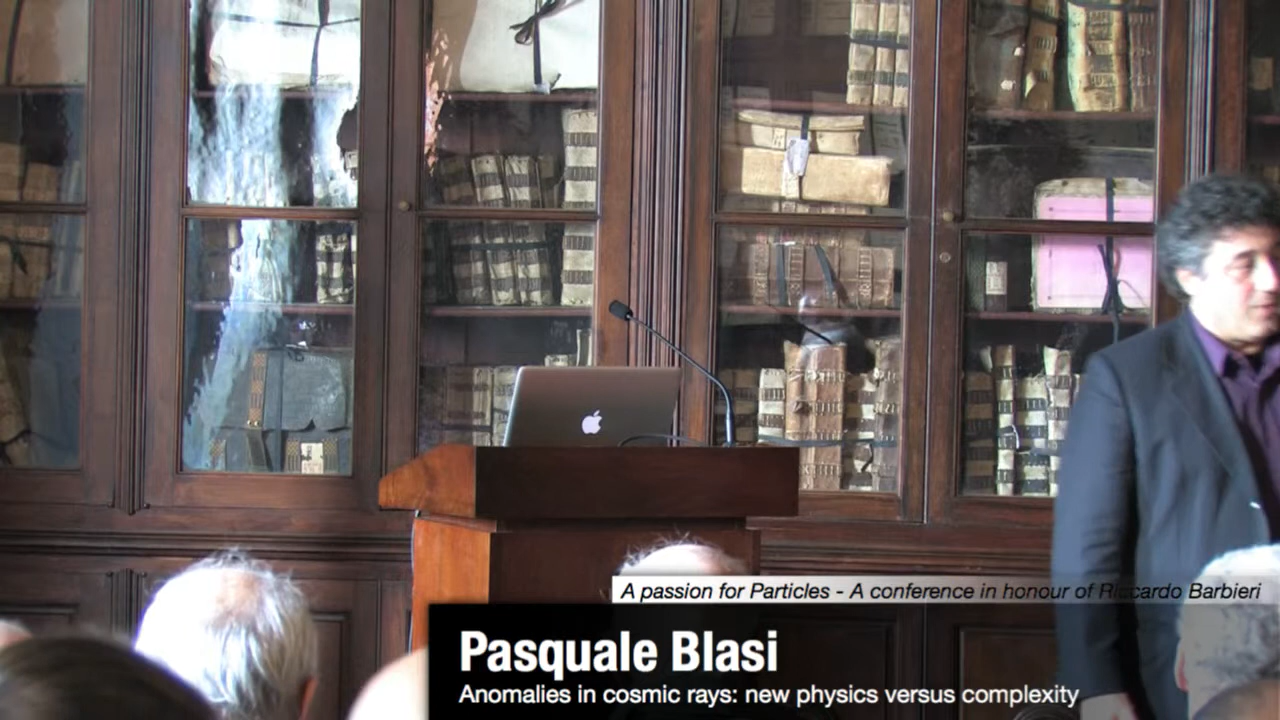 A passion for Particles - A conference in honour of Riccardo Barbieri
Pasquale Blasi
Anomalies in cosmic rays: new physics versus complexity